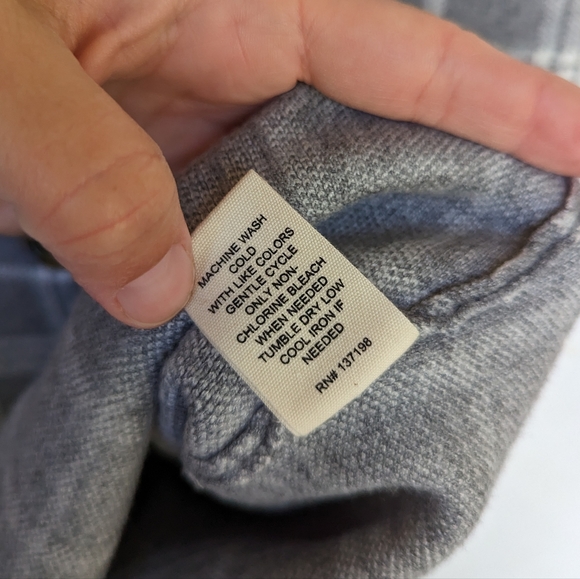 MACHINE WASH
COLD
WITH LIKE COLORS
GENTLE CYCLE
ONLY NON-
CHLORINE BLEACH
WHEN NEEDED
TUMBLE DRY LOW
COOL IRON IF
NEEDED
RN# 137198